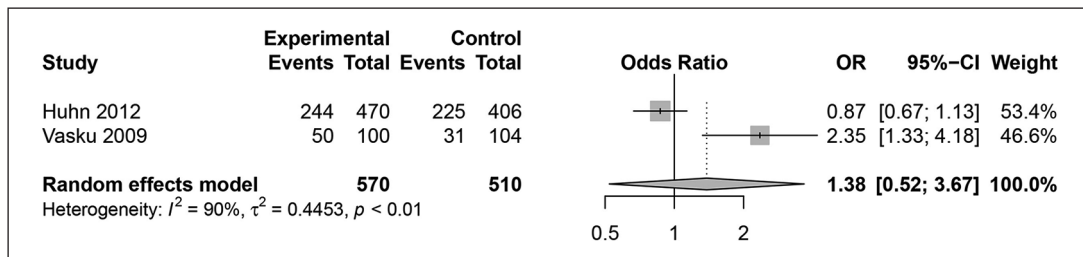 Experimental Control
Study Events Total Events Total Odds Ratio OR 95%−CI Weight
Huhn 2012 244 470 225 406 0.87 [0.67; 1.13] 53.4%
Vasku 2009 50 100 31 104 2.35 [1.33; 4.18] 46.6%
Random effects model 570 510 1.38 [0.52; 3.67] 100.0%
Heterogeneity: I² = 90%, τ² = 0.4453, p < 0.01
0.5 1 2